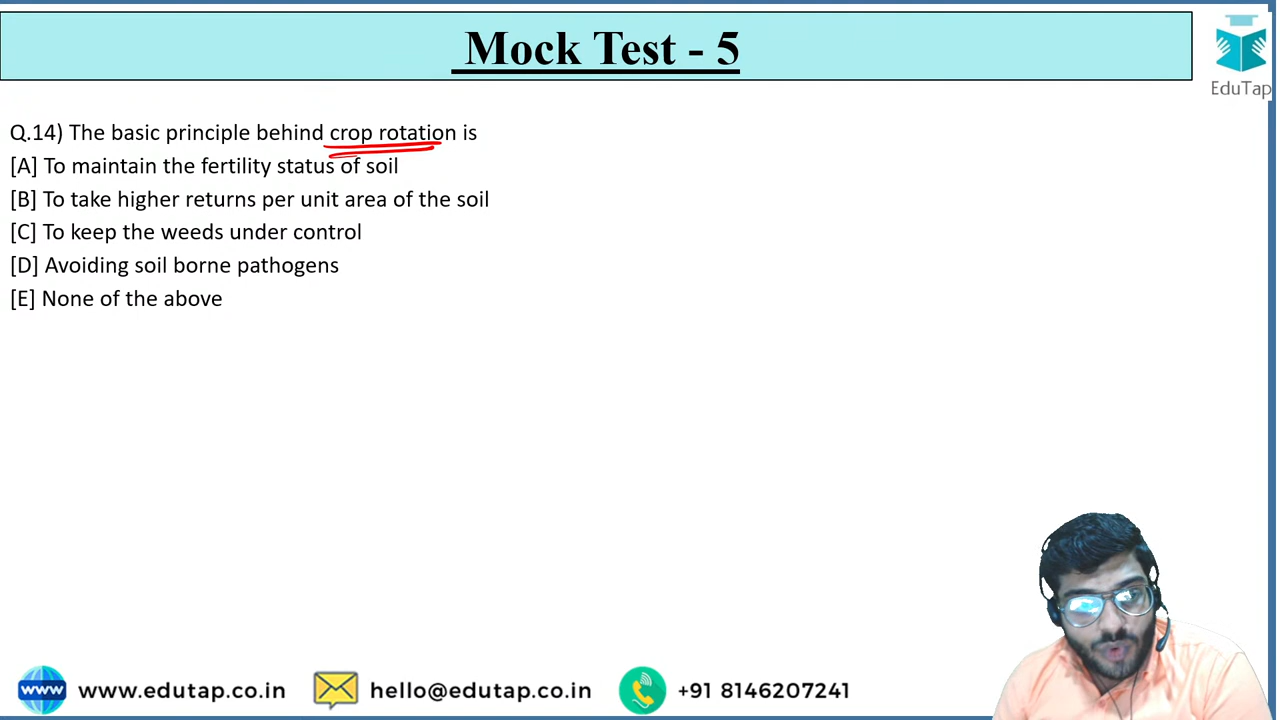 Mock Test - 5
EduTap
Q.14) The basic principle behind crop rotation is
[A] To maintain the fertility status of soil
[B] To take higher returns per unit area of the soil
[C] To keep the weeds under control
[D] Avoiding soil borne pathogens
[E] None of the above
www www.edutap.co.in hello@edutap.co.in +91 8146207241